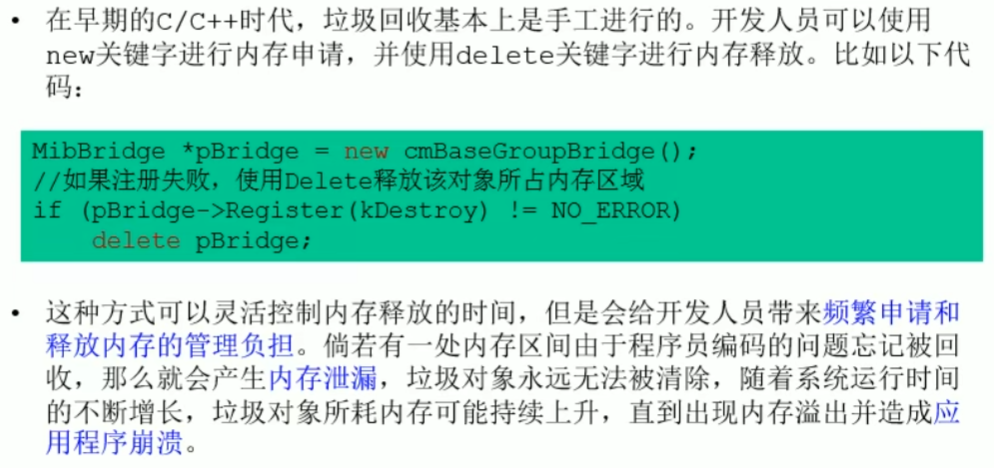 • 在早期的C/C++时代，垃圾回收基本上是手工进行的。开发人员可以使用
new关键字进行内存申请，并使用delete关键字进行内存释放。比如以下代
码：
MibBridge *pBridge = new cmBaseGroupBridge();
//如果注册失败，使用Delete释放该对象所占内存区域
if (pBridge->Register(kDestroy) != NO_ERROR)
    delete pBridge;
• 这种方式可以灵活控制内存释放的时间，但是会给开发人员带来频繁申请和
释放内存的管理负担。倘若有一处内存区间由于程序员编码的问题忘记被回
收，那么就会产生内存泄漏，垃圾对象永远无法被清除，随着系统运行时间
的不断增长，垃圾对象所耗内存可能持续上升，直到出现内存溢出并造成应
用程序崩溃。